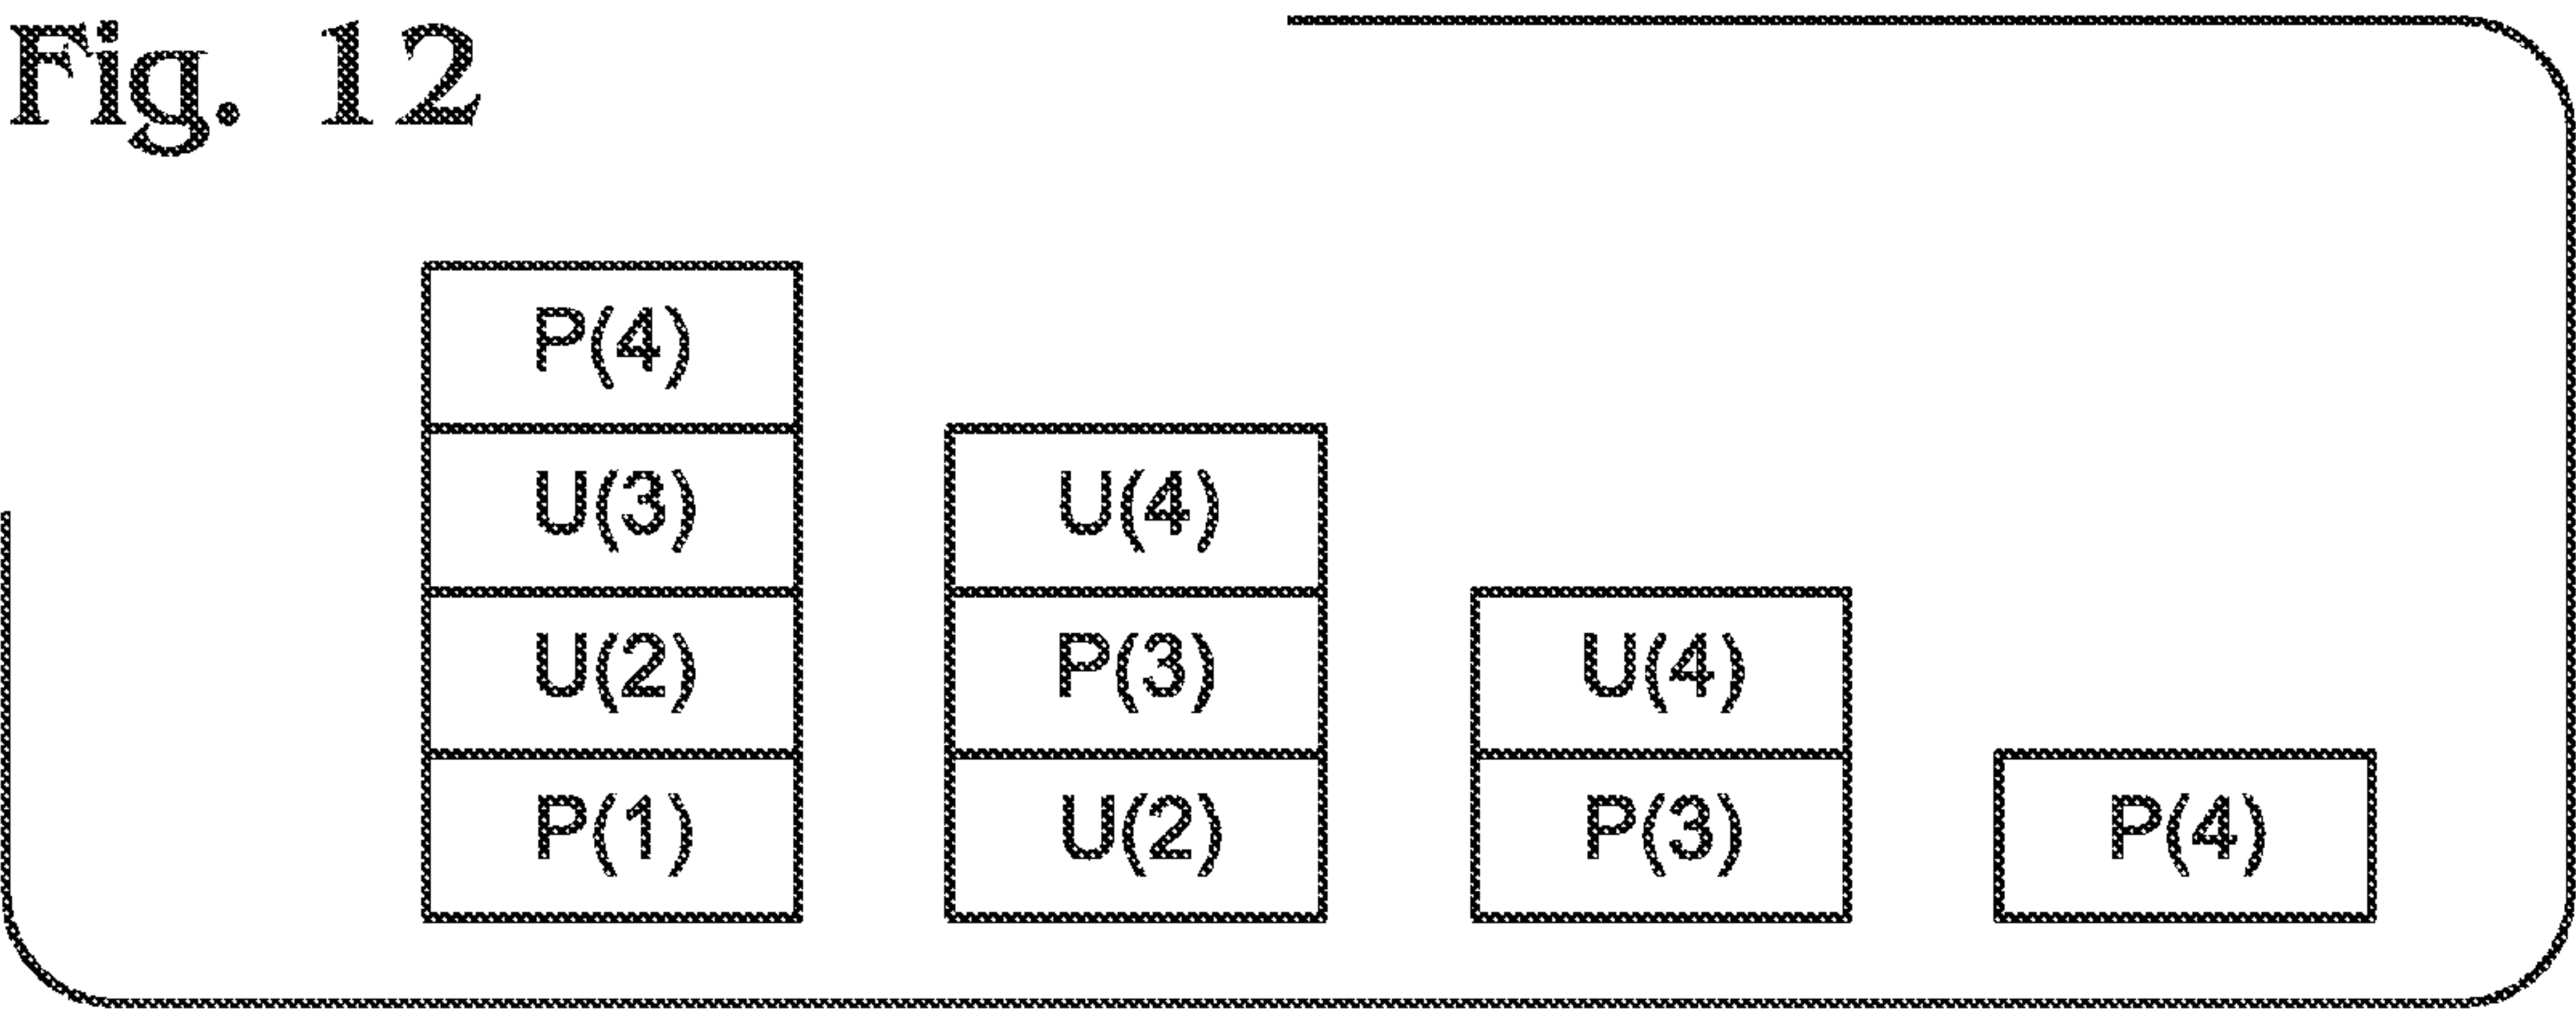 Fig. 12
P(4)
U(3) U(4)
U(2) P(3) U(4)
P(1) U(2) P(3) P(4)